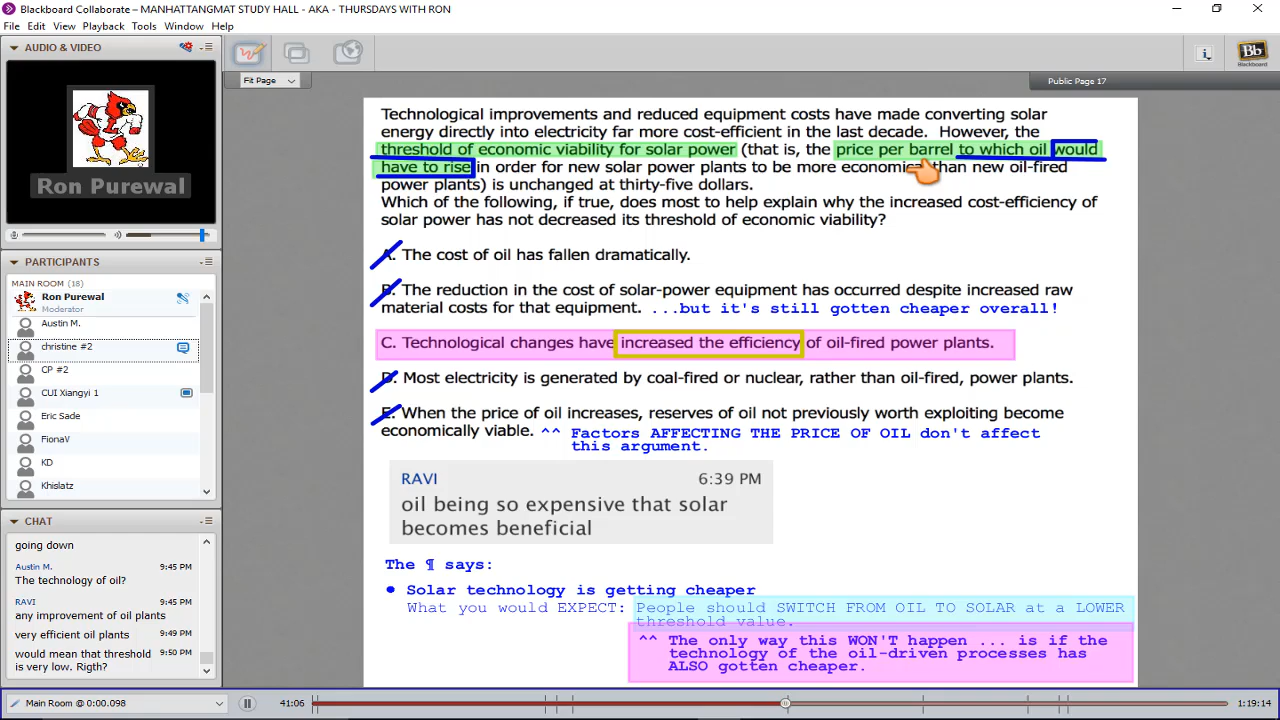 Blackboard Collaborate – MANHATTANGMAT STUDY HALL - AKA - THURSDAYS WITH RON
File Edit View Playback Tools Window Help
AUDIO & VIDEO
Ron Purewal
PARTICIPANTS
MAIN ROOM (18)
Ron Purewal
Moderator
Austin M.
christine #2
CP #2
CUI Xiangyi 1
Eric Sade
FionaV
KD
Khislatz
CHAT
going down
Austin M. 9:45 PM
The technology of oil?
RAVI 9:45 PM
any improvement of oil plants
very efficient oil plants 9:49 PM
would mean that threshold 9:50 PM
is very low. Rigth?
Main Room @ 0:00.098
41:06
1:19:14
Fit Page
Public Page 17
Bb
Blackboard
Technological improvements and reduced equipment costs have made converting solar
energy directly into electricity far more cost-efficient in the last decade. However, the
threshold of economic viability for solar power (that is, the price per barrel to which oil would
have to rise in order for new solar power plants to be more economical than new oil-fired
power plants) is unchanged at thirty-five dollars.
Which of the following, if true, does most to help explain why the increased cost-efficiency of
solar power has not decreased its threshold of economic viability?
A. The cost of oil has fallen dramatically.
B. The reduction in the cost of solar-power equipment has occurred despite increased raw
material costs for that equipment. ...but it's still gotten cheaper overall!
C. Technological changes have increased the efficiency of oil-fired power plants.
D. Most electricity is generated by coal-fired or nuclear, rather than oil-fired, power plants.
E. When the price of oil increases, reserves of oil not previously worth exploiting become
economically viable. ^^ Factors AFFECTING THE PRICE OF OIL don't affect
this argument.
RAVI 6:39 PM
oil being so expensive that solar
becomes beneficial
The ¶ says:
• Solar technology is getting cheaper
What you would EXPECT: People should SWITCH FROM OIL TO SOLAR at a LOWER
threshold value.
^^ The only way this WON'T happen ... is if the
technology of the oil-driven processes has
ALSO gotten cheaper.